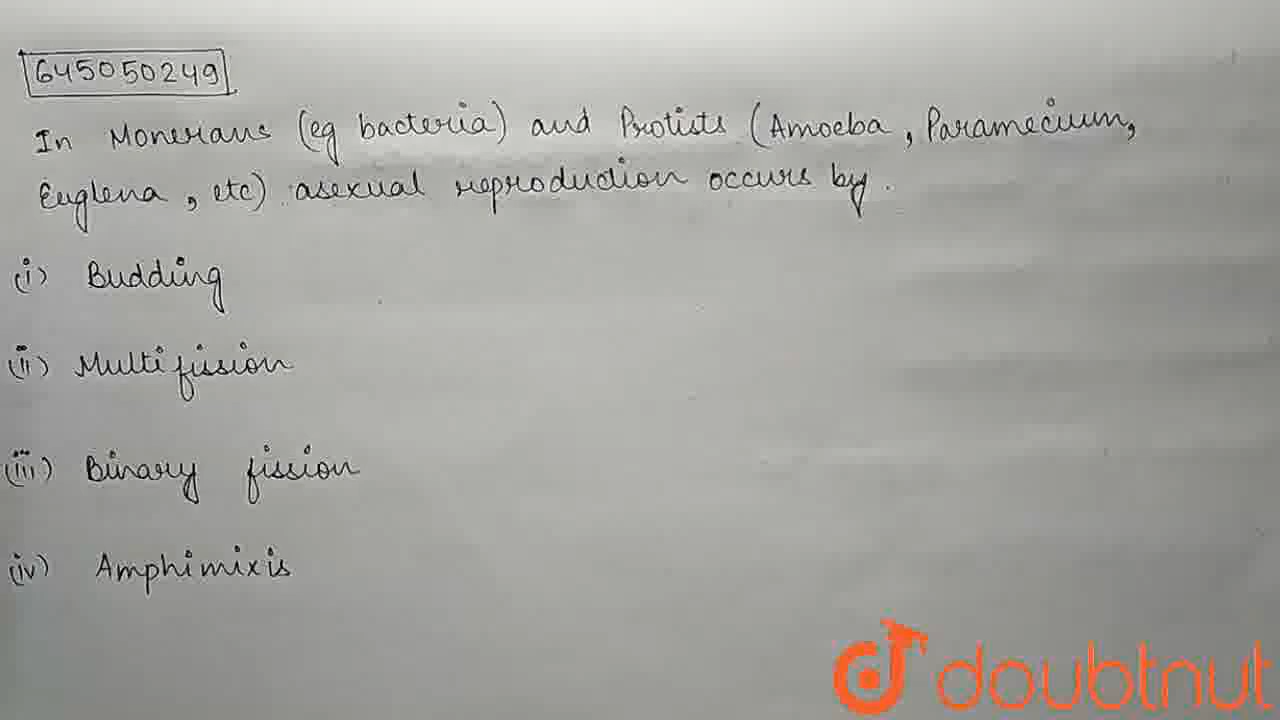 645050249
In Monerans (eg bacteria) and Protists (Amoeba, Paramecium,
Euglena, etc) asexual reproduction occurs by.
(i) Budding
(ii) Multifission
(iii) Binary fission
(iv) Amphimixis
doubtnut